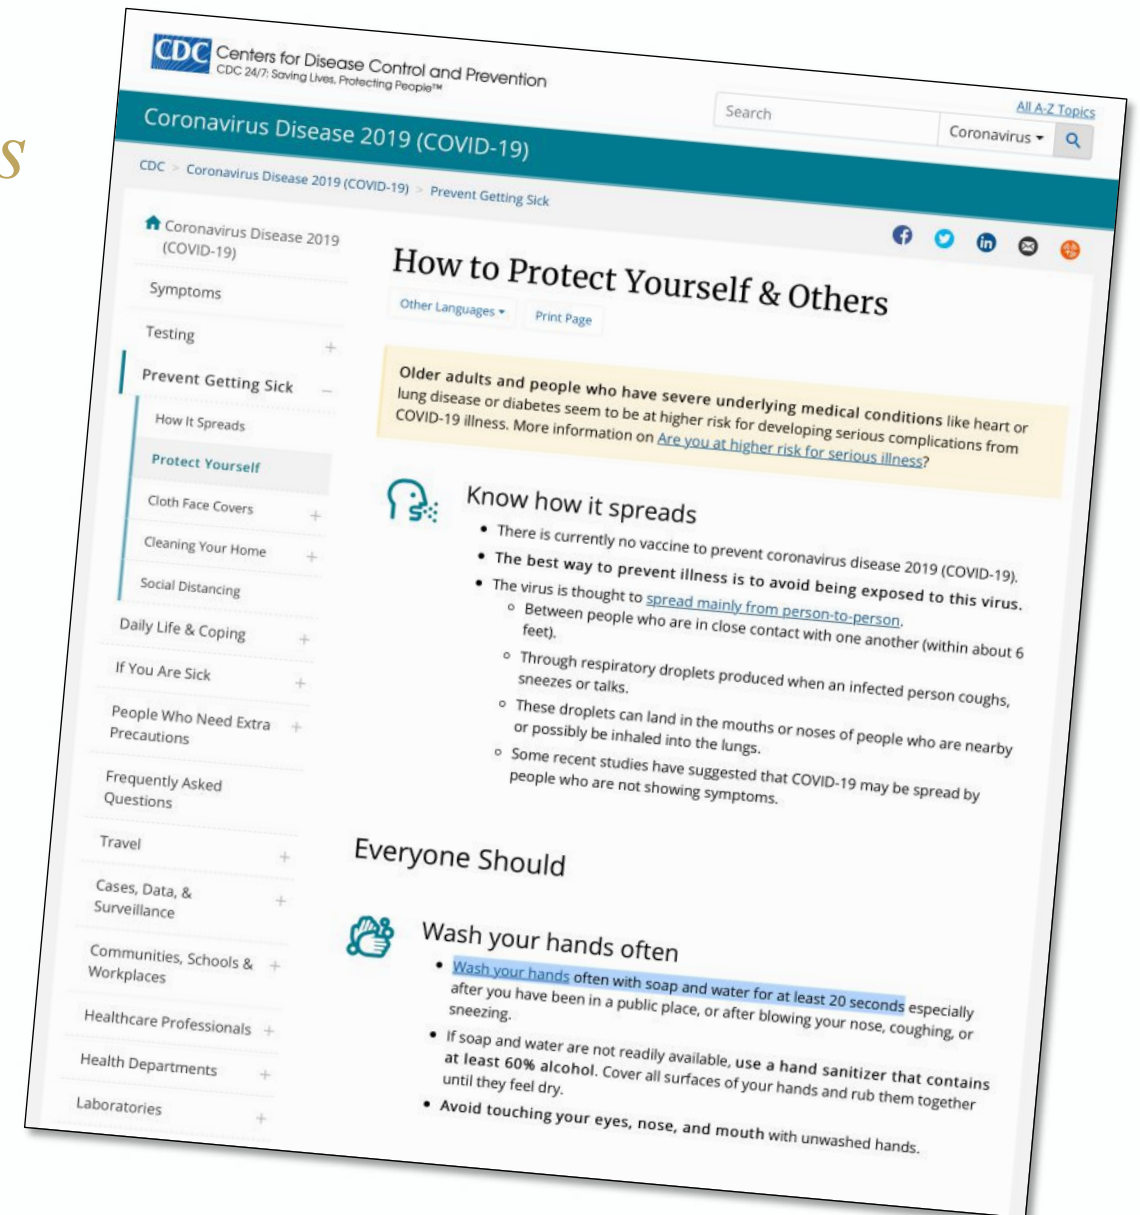 s
CDC Centers for Disease Control and Prevention
CDC 24/7: Saving Lives, Protecting People™
All A-Z Topics
Search
Coronavirus
Coronavirus Disease 2019 (COVID-19)
CDC > Coronavirus Disease 2019 (COVID-19) > Prevent Getting Sick
Coronavirus Disease 2019
(COVID-19)
Symptoms
Testing +
Prevent Getting Sick –
How It Spreads
Protect Yourself
Cloth Face Covers +
Cleaning Your Home +
Social Distancing
Daily Life & Coping +
If You Are Sick +
People Who Need Extra +
Precautions
Frequently Asked
Questions
Travel +
Cases, Data, & +
Surveillance
Communities, Schools & +
Workplaces
Healthcare Professionals +
Health Departments +
Laboratories +
f
in
How to Protect Yourself & Others
Other Languages
Print Page
Older adults and people who have severe underlying medical conditions like heart or
lung disease or diabetes seem to be at higher risk for developing serious complications from
COVID-19 illness. More information on Are you at higher risk for serious illness?
Know how it spreads
• There is currently no vaccine to prevent coronavirus disease 2019 (COVID-19).
• The best way to prevent illness is to avoid being exposed to this virus.
• The virus is thought to spread mainly from person-to-person.
○ Between people who are in close contact with one another (within about 6
feet).
○ Through respiratory droplets produced when an infected person coughs,
sneezes or talks.
○ These droplets can land in the mouths or noses of people who are nearby
or possibly be inhaled into the lungs.
○ Some recent studies have suggested that COVID-19 may be spread by
people who are not showing symptoms.
Everyone Should
Wash your hands often
• Wash your hands often with soap and water for at least 20 seconds especially
after you have been in a public place, or after blowing your nose, coughing, or
sneezing.
• If soap and water are not readily available, use a hand sanitizer that contains
at least 60% alcohol. Cover all surfaces of your hands and rub them together
until they feel dry.
• Avoid touching your eyes, nose, and mouth with unwashed hands.